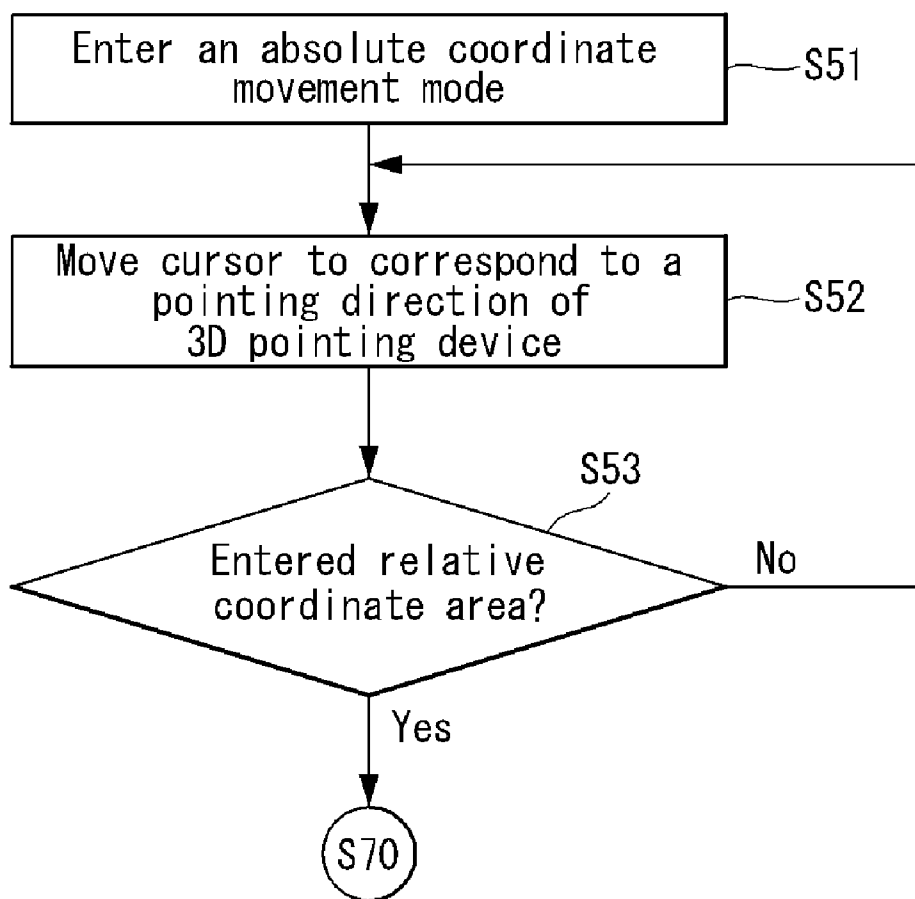 Enter an absolute coordinate
movement mode
S51
Move cursor to correspond to a
pointing direction of
3D pointing device
S52
S53
Entered relative
coordinate area?
No
Yes
S70